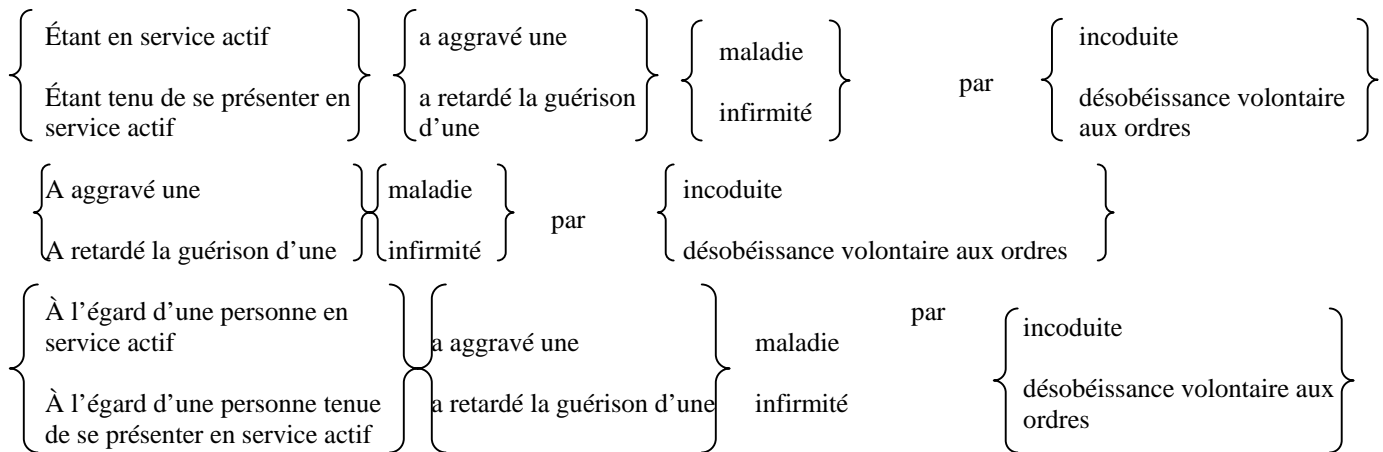 Étant en service actif
Étant tenu de se présenter en
service actif
a aggravé une
a retardé la guérison
d'une
maladie
infirmité
par
incoduite
désobéissance volontaire
aux ordres
A aggravé une
A retardé la guérison d'une
maladie
infirmité
par
incoduite
désobéissance volontaire aux ordres
À l'égard d'une personne en
service actif
À l'égard d'une personne tenue
de se présenter en service actif
a aggravé une
a retardé la guérison d'une
maladie
infirmité
par
incoduite
désobéissance volontaire aux
ordres